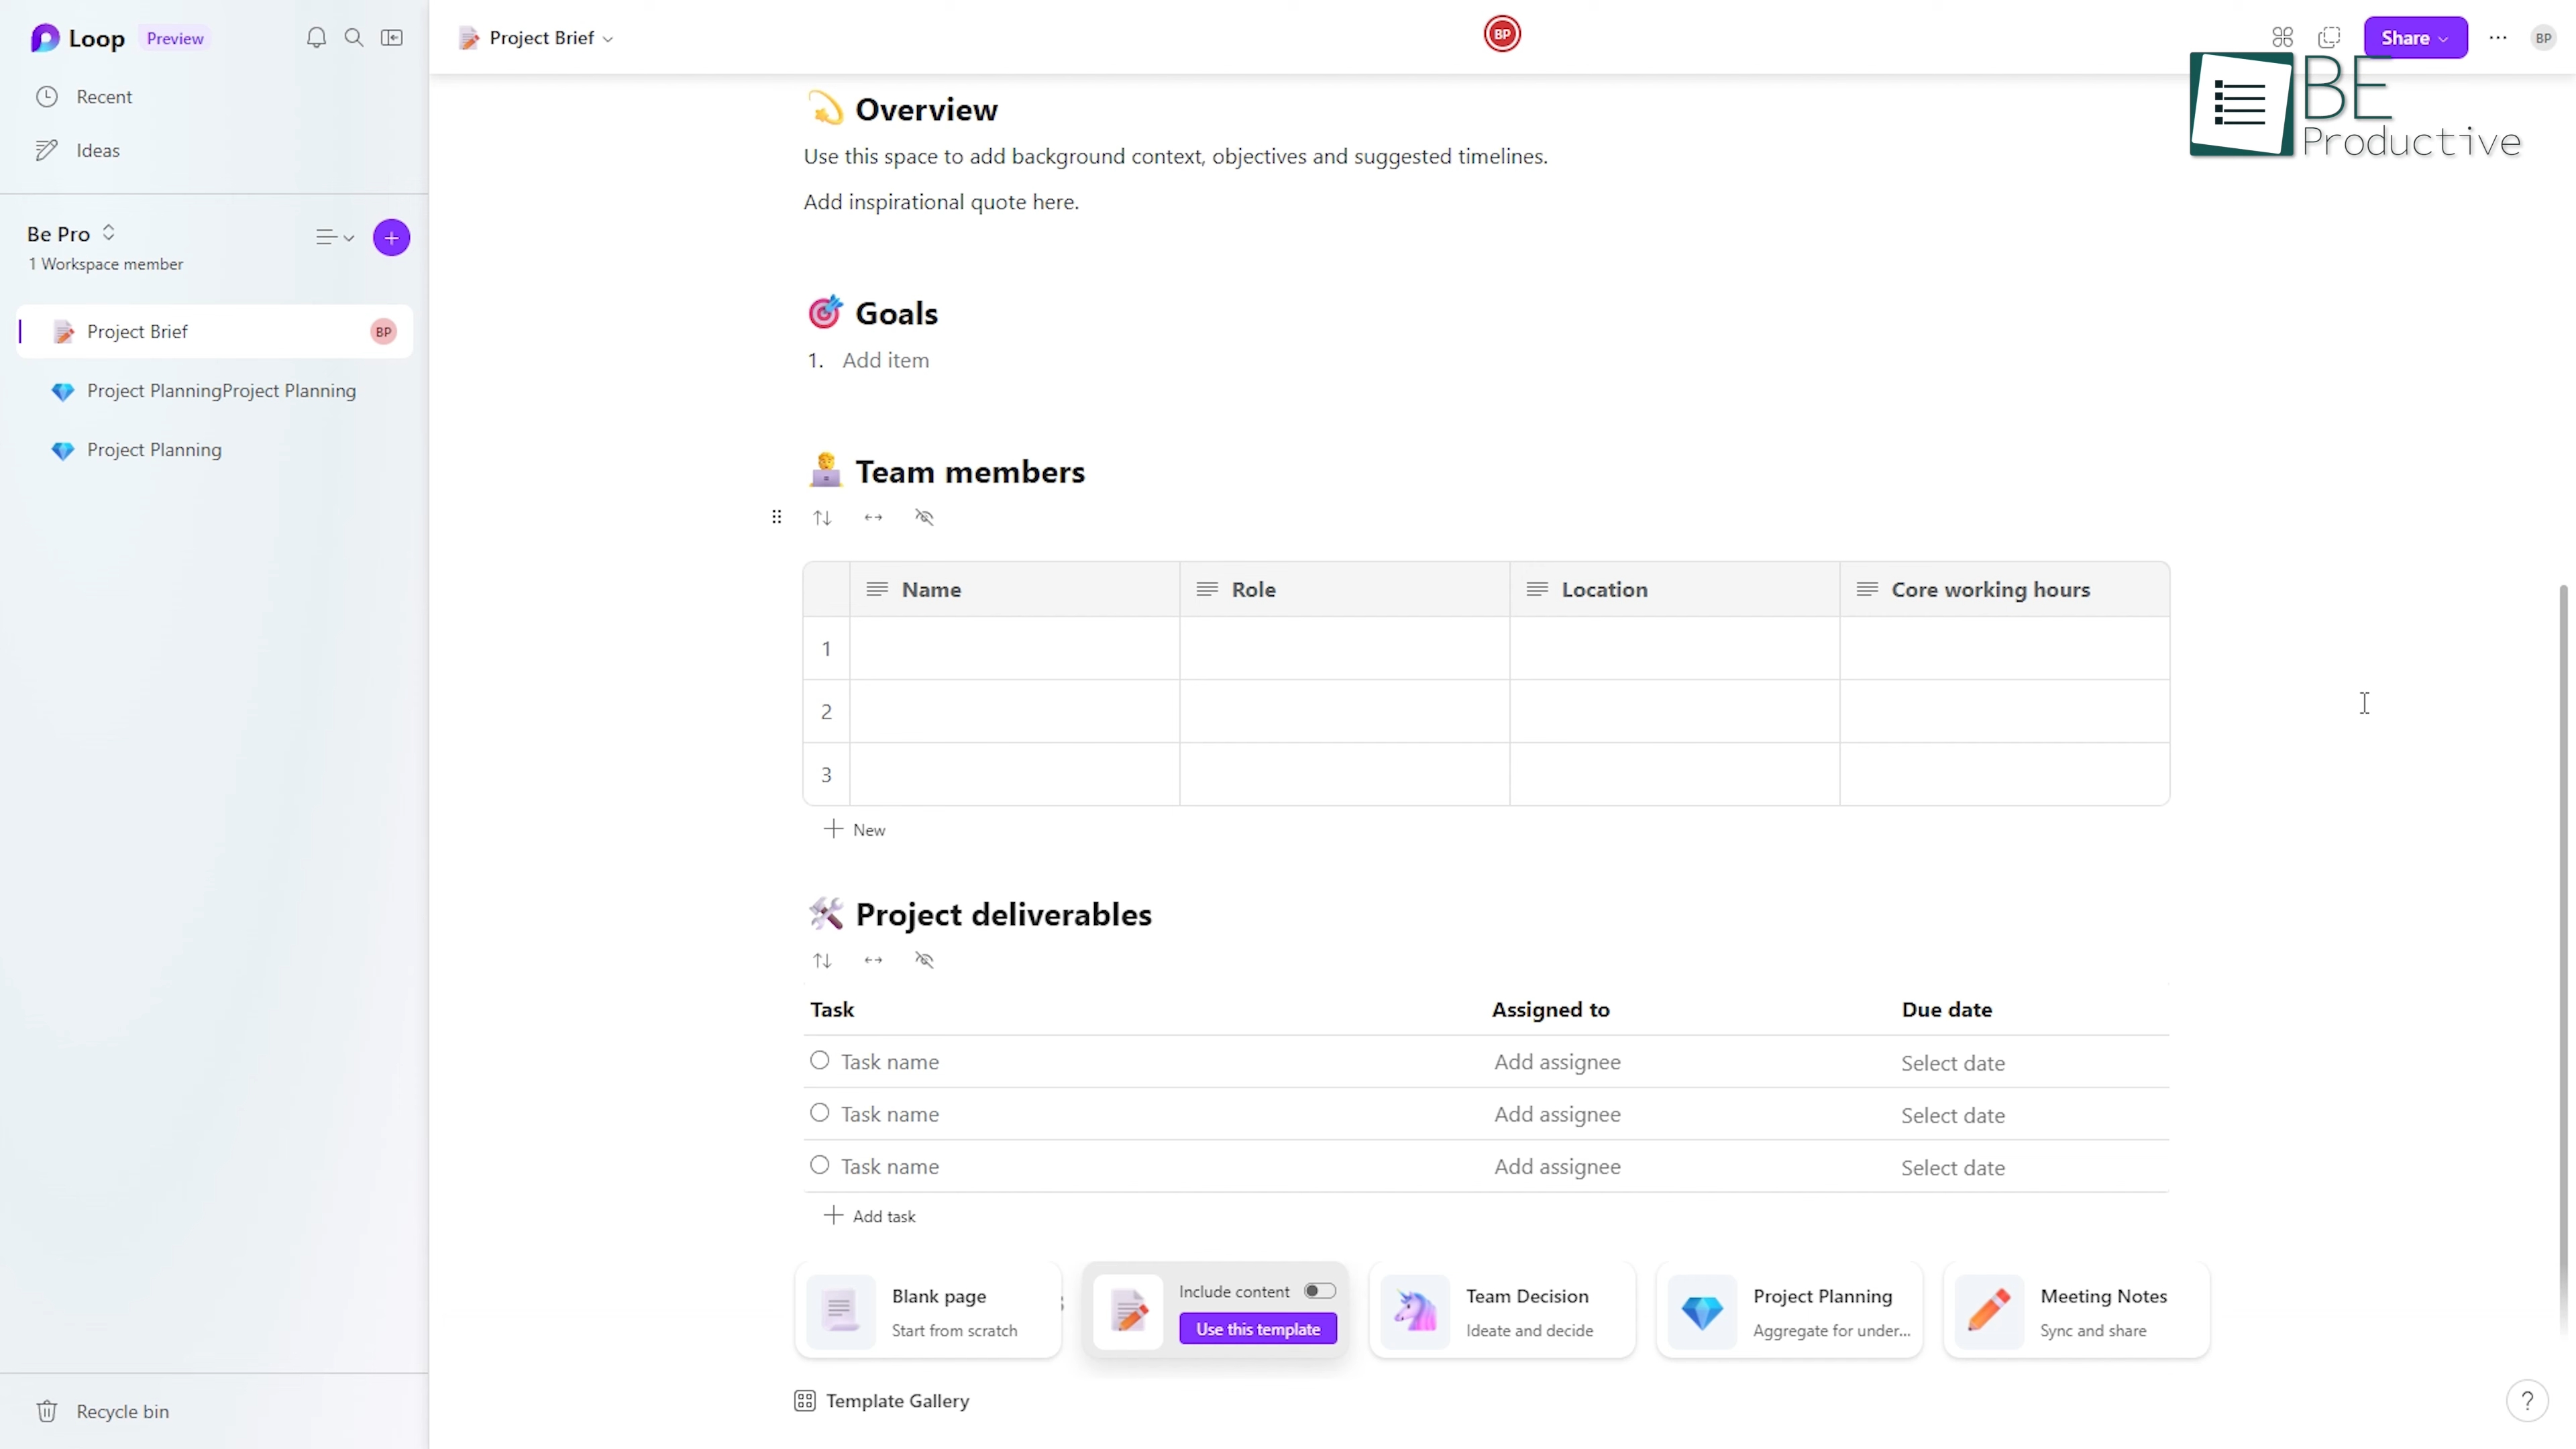 Loop Preview
Recent
Ideas
Be Pro
1 Workspace member
Project Brief BP
Project PlanningProject Planning
Project Planning
Recycle bin
Project Brief
BP
Share
BP
BE
Productive
Overview
Use this space to add background context, objectives and suggested timelines.
Add inspirational quote here.
Goals
1. Add item
Team members
Name Role Location Core working hours
1
2
3
New
Project deliverables
Task Assigned to Due date
Task name Add assignee Select date
Task name Add assignee Select date
Task name Add assignee Select date
Add task
Blank page
Start from scratch
Include content
Use this template
Team Decision
Ideate and decide
Project Planning
Aggregate for under...
Meeting Notes
Sync and share
Template Gallery
?